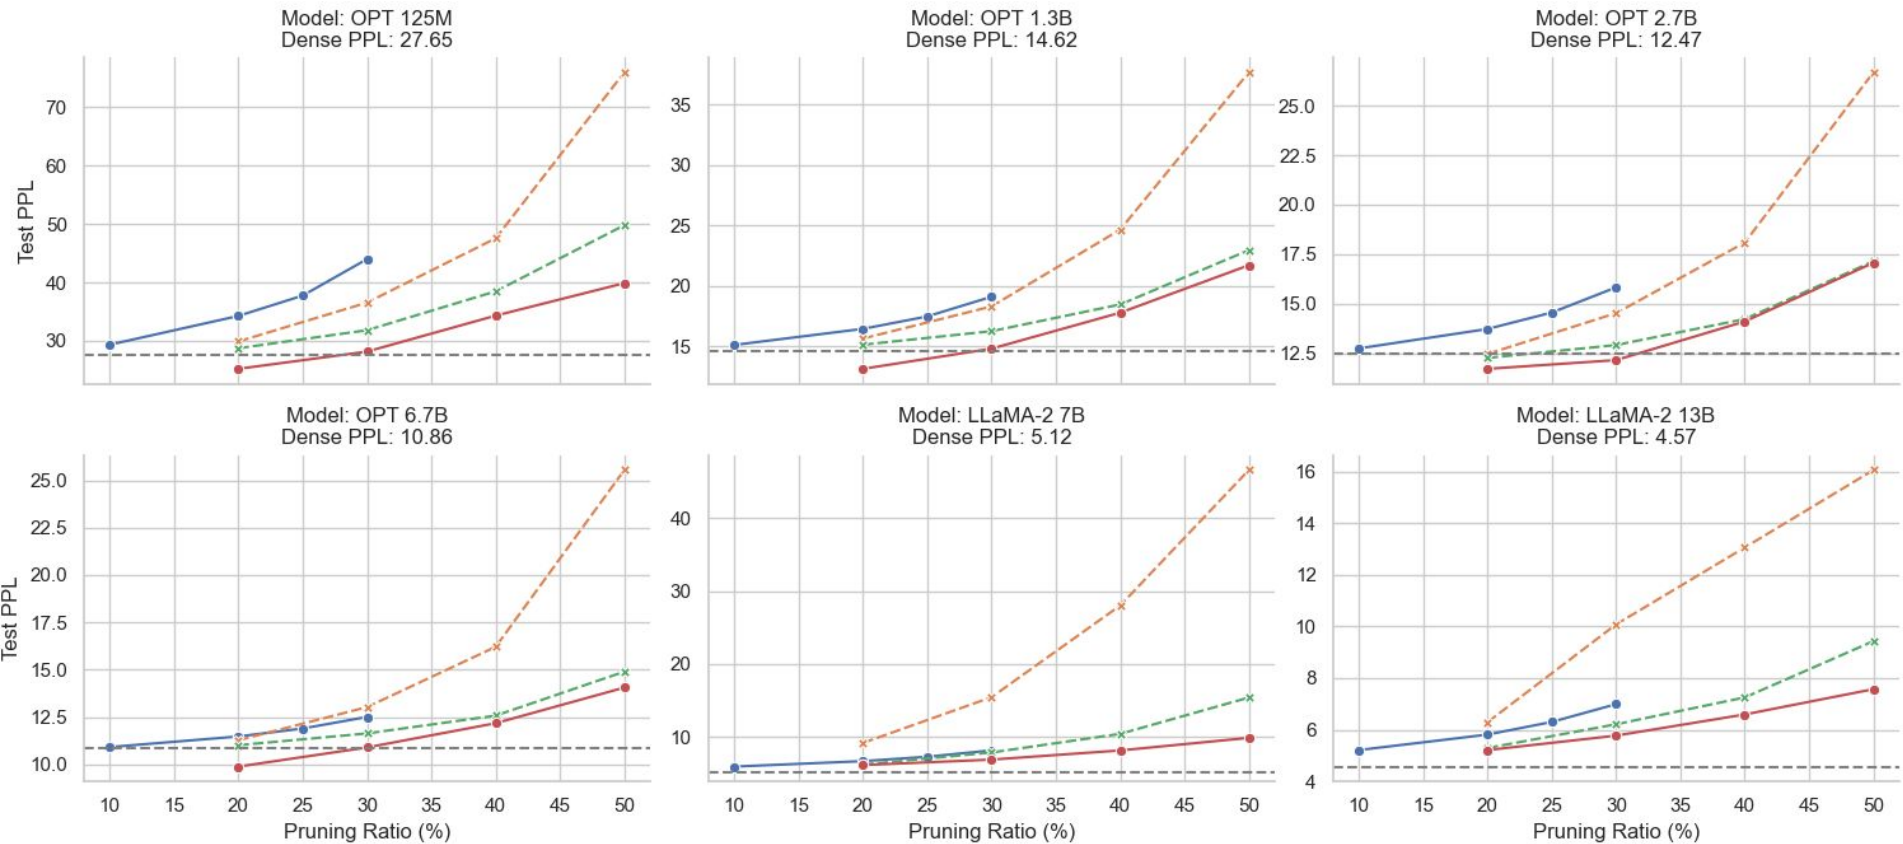 Model: OPT 125M
Dense PPL: 27.65
Test PPL
70
60
50
40
30
Model: OPT 1.3B
Dense PPL: 14.62
35
30
25
20
15
Model: OPT 2.7B
Dense PPL: 12.47
25.0
22.5
20.0
17.5
15.0
12.5
Model: OPT 6.7B
Dense PPL: 10.86
Test PPL
25.0
22.5
20.0
17.5
15.0
12.5
10.0
10 15 20 25 30 35 40 45 50
Pruning Ratio (%)
Model: LLaMA-2 7B
Dense PPL: 5.12
40
30
20
10
10 15 20 25 30 35 40 45 50
Pruning Ratio (%)
Model: LLaMA-2 13B
Dense PPL: 4.57
16
14
12
10
8
6
4
10 15 20 25 30 35 40 45 50
Pruning Ratio (%)